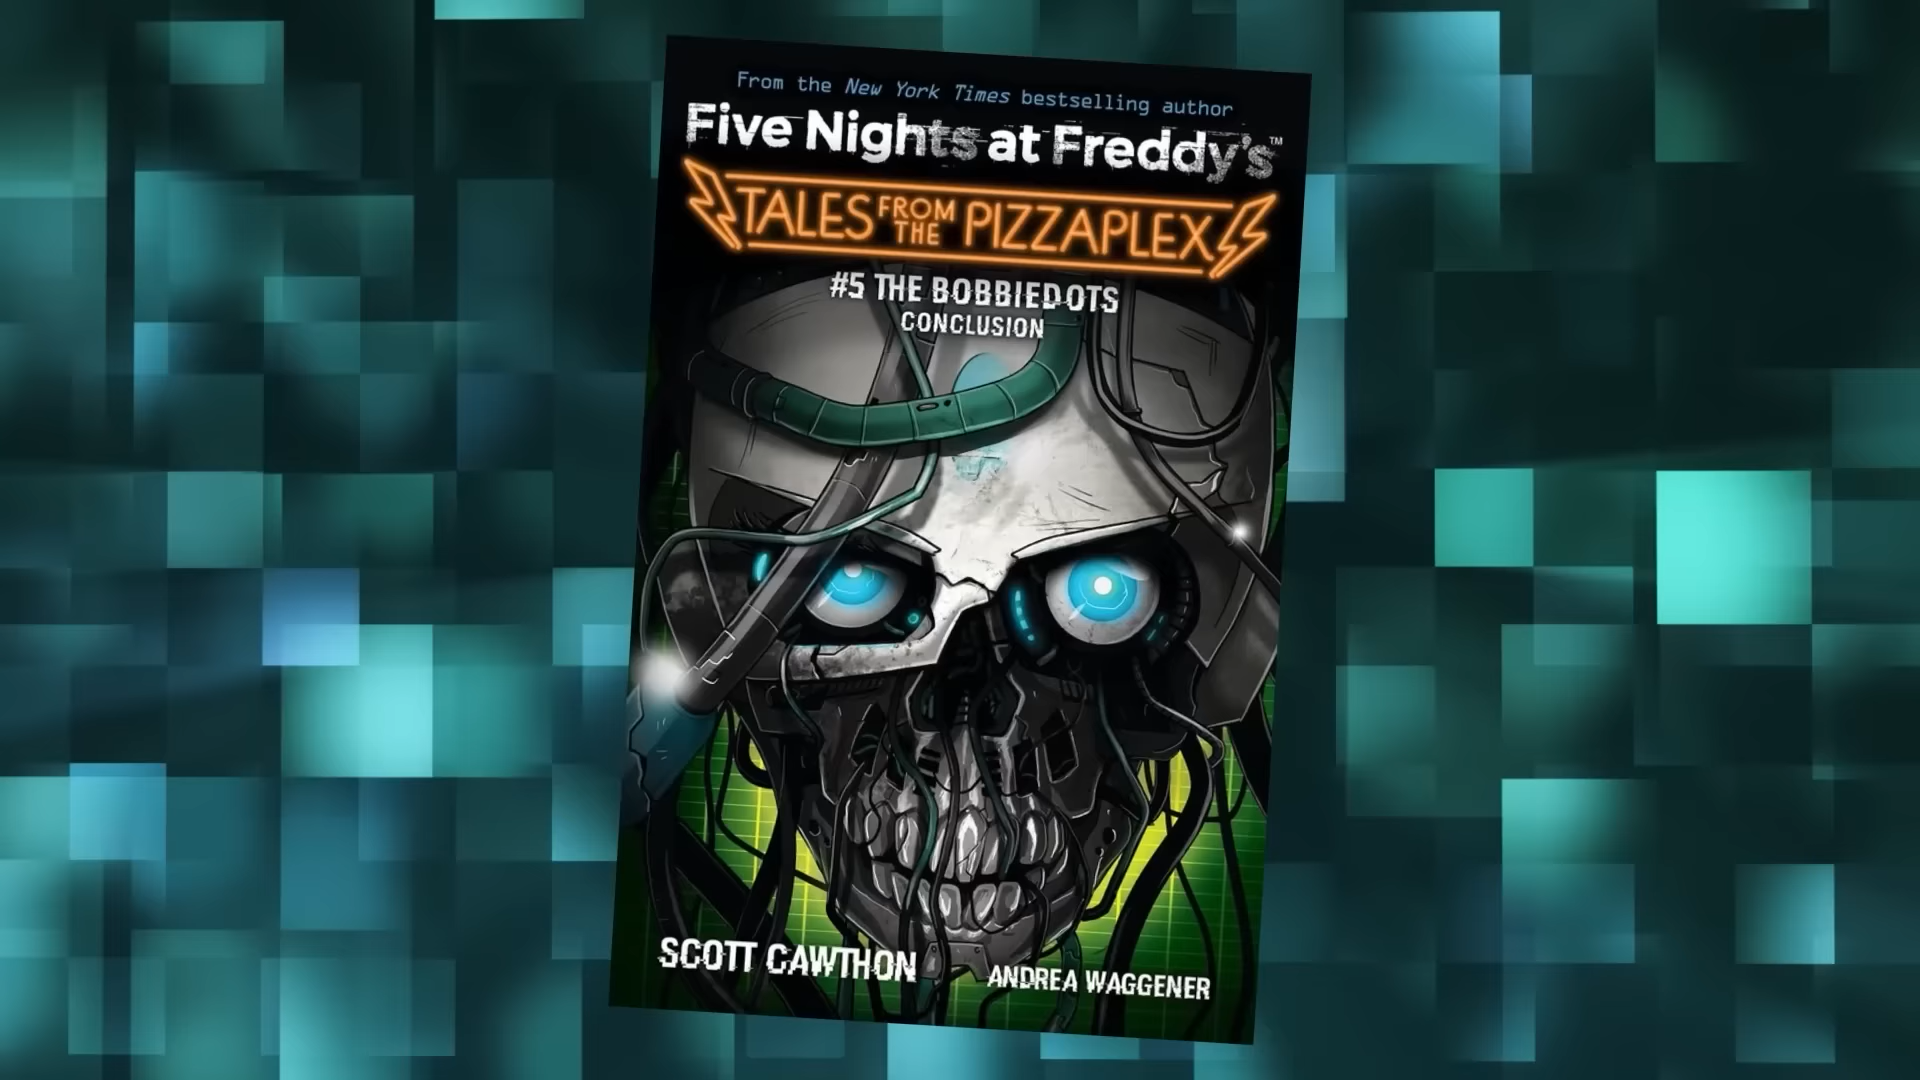 From the New York Times bestselling author
Five Nights at Freddy's™
TALES FROM THE PIZZAPLEX
#5 THE BOBBIEDOTS
CONCLUSION
SCOTT CAWTHON
ANDREA WAGGENER